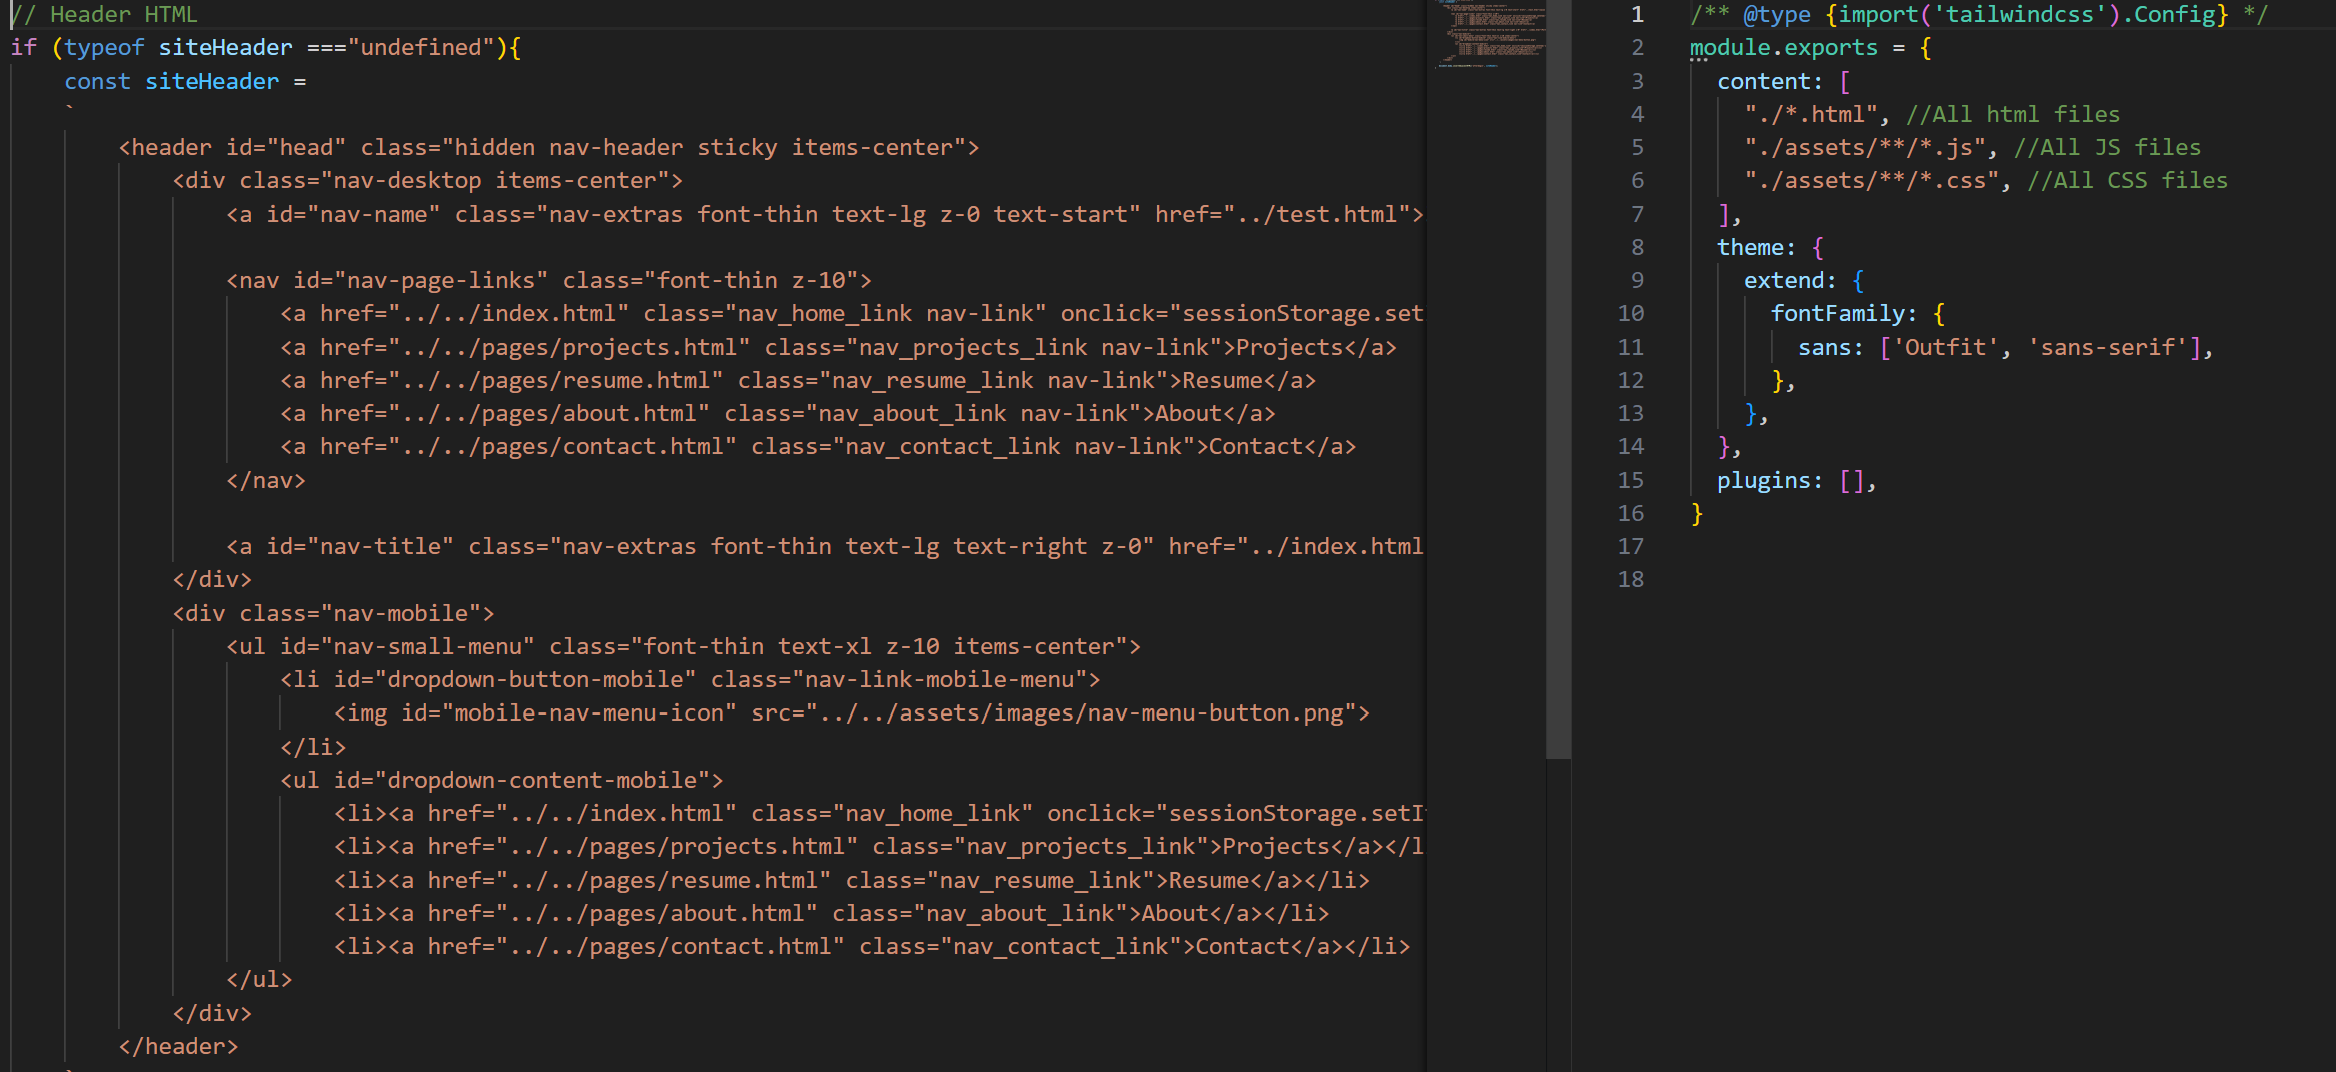 // Header HTML
if (typeof siteHeader ==="undefined"){
const siteHeader =
`
<header id="head" class="hidden nav-header sticky items-center">
<div class="nav-desktop items-center">
<a id="nav-name" class="nav-extras font-thin text-lg z-0 text-start" href="../test.html">
<nav id="nav-page-links" class="font-thin z-10">
<a href="../../index.html" class="nav_home_link nav-link" onclick="sessionStorage.set
<a href="../../pages/projects.html" class="nav_projects_link nav-link">Projects</a>
<a href="../../pages/resume.html" class="nav_resume_link nav-link">Resume</a>
<a href="../../pages/about.html" class="nav_about_link nav-link">About</a>
<a href="../../pages/contact.html" class="nav_contact_link nav-link">Contact</a>
</nav>
<a id="nav-title" class="nav-extras font-thin text-lg text-right z-0" href="../index.html
</div>
<div class="nav-mobile">
<ul id="nav-small-menu" class="font-thin text-xl z-10 items-center">
<li id="dropdown-button-mobile" class="nav-link-mobile-menu">
<img id="mobile-nav-menu-icon" src="../../assets/images/nav-menu-button.png">
</li>
<ul id="dropdown-content-mobile">
<li><a href="../../index.html" class="nav_home_link" onclick="sessionStorage.setI
<li><a href="../../pages/projects.html" class="nav_projects_link">Projects</a></l
<li><a href="../../pages/resume.html" class="nav_resume_link">Resume</a></li>
<li><a href="../../pages/about.html" class="nav_about_link">About</a></li>
<li><a href="../../pages/contact.html" class="nav_contact_link">Contact</a></li>
</ul>
</div>
</header>
1 /** @type {import('tailwindcss').Config} */
2 module.exports = {
3 content: [
4 "./*.html", //All html files
5 "./assets/**/*.js", //All JS files
6 "./assets/**/*.css", //All CSS files
7 ],
8 theme: {
9 extend: {
10 fontFamily: {
11 sans: ['Outfit', 'sans-serif'],
12 },
13 },
14 },
15 plugins: [],
16 }
17
18